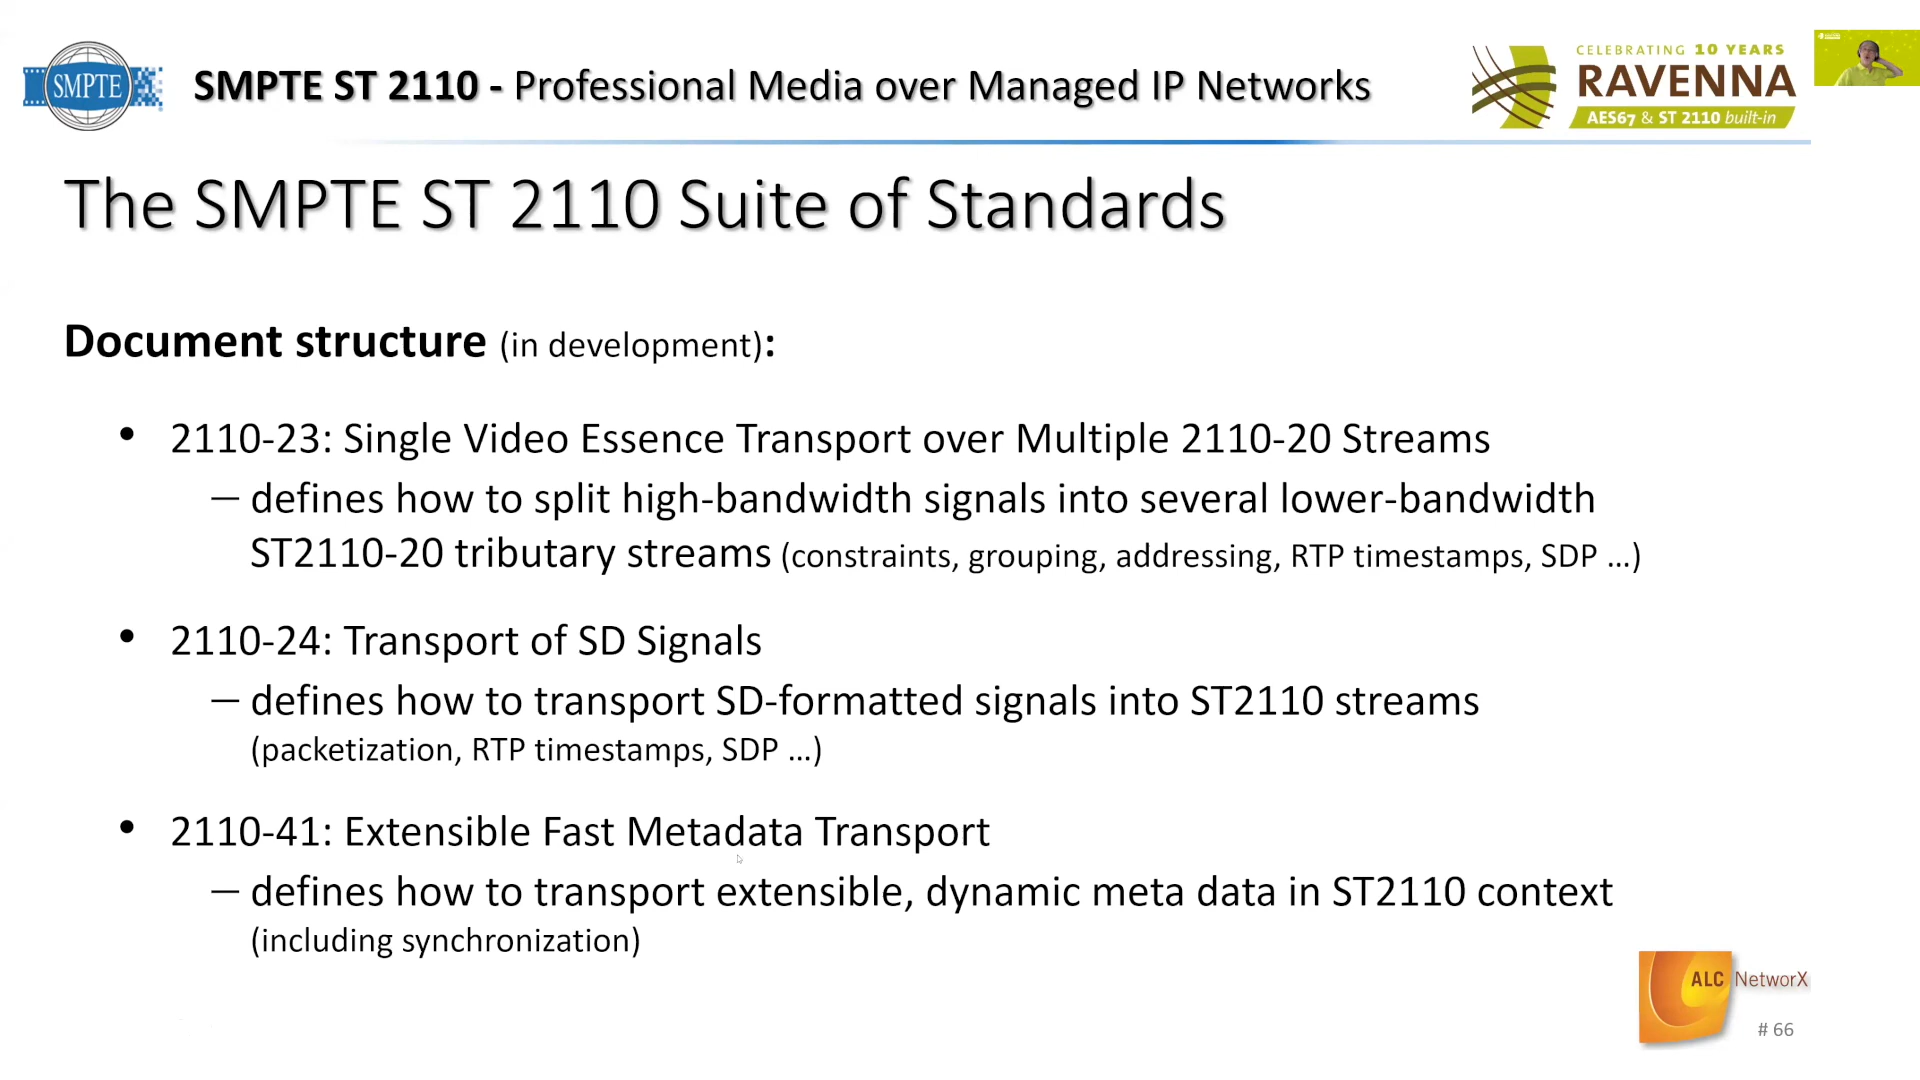 SMPTE
SMPTE ST 2110 - Professional Media over Managed IP Networks
CELEBRATING 10 YEARS
RAVENNA
AES67 & ST 2110 built-in
The SMPTE ST 2110 Suite of Standards
Document structure (in development):
• 2110-23: Single Video Essence Transport over Multiple 2110-20 Streams
– defines how to split high-bandwidth signals into several lower-bandwidth
ST2110-20 tributary streams (constraints, grouping, addressing, RTP timestamps, SDP ...)
• 2110-24: Transport of SD Signals
– defines how to transport SD-formatted signals into ST2110 streams
(packetization, RTP timestamps, SDP ...)
• 2110-41: Extensible Fast Metadata Transport
– defines how to transport extensible, dynamic meta data in ST2110 context
(including synchronization)
ALC NetworX
# 66